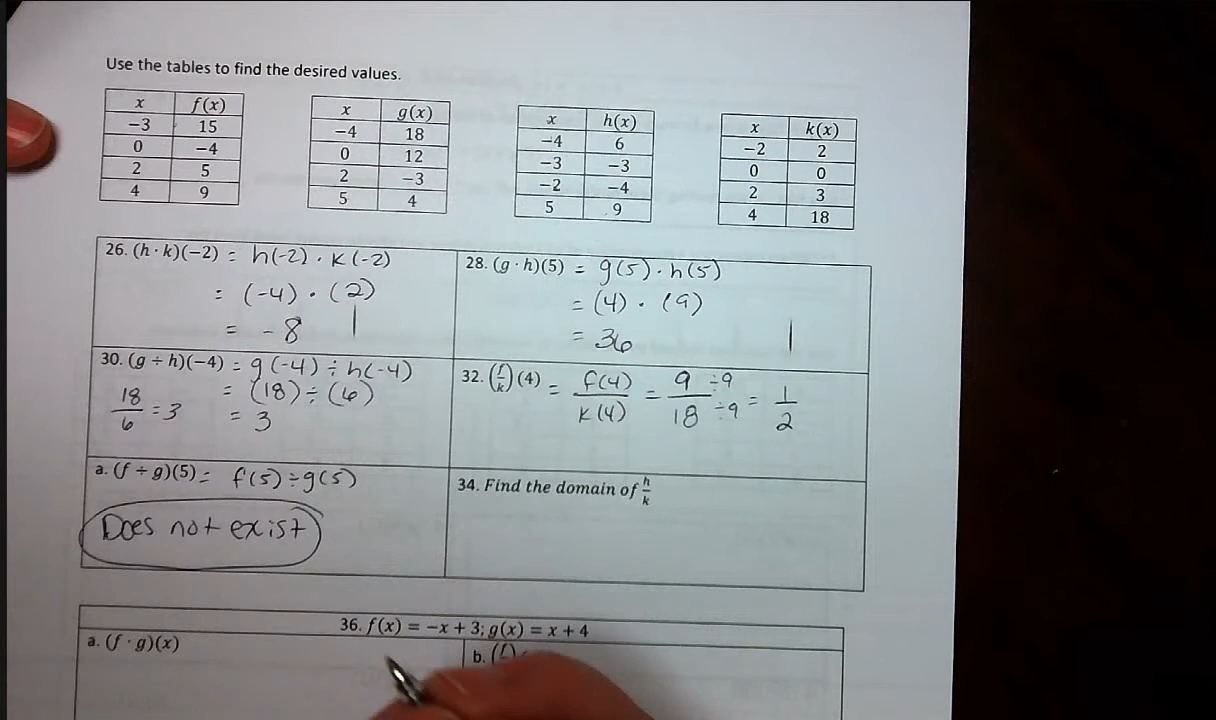 Use the tables to find the desired values.
x f(x)
−3 15
0 −4
2 5
4 9
x g(x)
−4 18
0 12
2 −3
5 4
x h(x)
−4 6
−3 −3
−2 −4
5 9
x k(x)
−2 2
0 0
2 3
4 18
26. (h · k)(−2) = h(-2) · k(-2)
= (-4) · (2)
= -8
28. (g · h)(5) = g(5) · h(5)
= (4) · (9)
= 36
30. (g ÷ h)(−4) = g(-4) ÷ h(-4)
= (18) ÷ (6)
18/6 = 3
= 3
32. (f/k)(4) = f(4)/k(4) = 9/18 ÷9/÷9 = 1/2
a. (f ÷ g)(5) = f(5) ÷ g(5)
Does not exist
34. Find the domain of h/k
36. f(x) = −x + 3; g(x) = x + 4
a. (f · g)(x)
b.